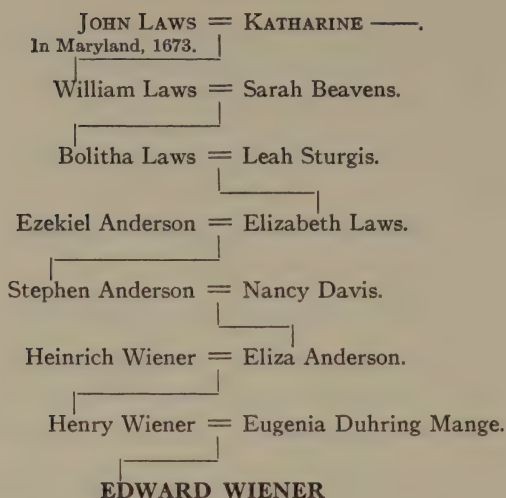 JOHN LAWS = KATHARINE ——.
In Maryland, 1673.
William Laws = Sarah Beavens.
Bolitha Laws = Leah Sturgis.
Ezekiel Anderson = Elizabeth Laws.
Stephen Anderson = Nancy Davis.
Heinrich Wiener = Eliza Anderson.
Henry Wiener = Eugenia Duhring Mange.
EDWARD WIENER